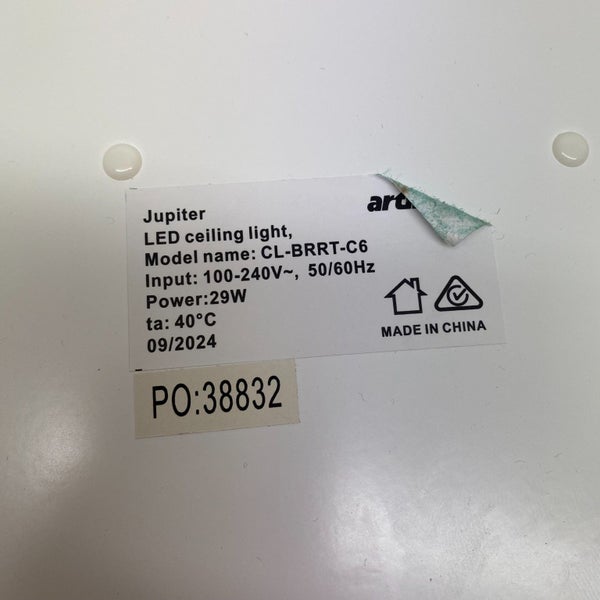 Jupiter
LED ceiling light,
Model name: CL-BRRT-C6
Input: 100-240V~, 50/60Hz
Power:29W
ta: 40°C
09/2024
MADE IN CHINA
PO:38832